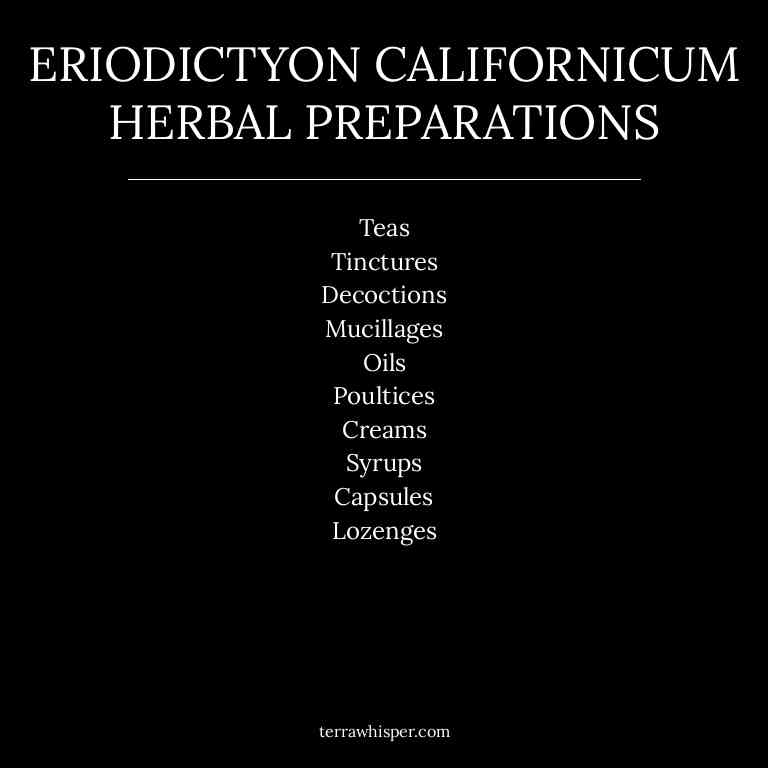 ERIODICTYON CALIFORNICUM
HERBAL PREPARATIONS
Teas
Tinctures
Decoctions
Mucillages
Oils
Poultices
Creams
Syrups
Capsules
Lozenges
terrawhisper.com